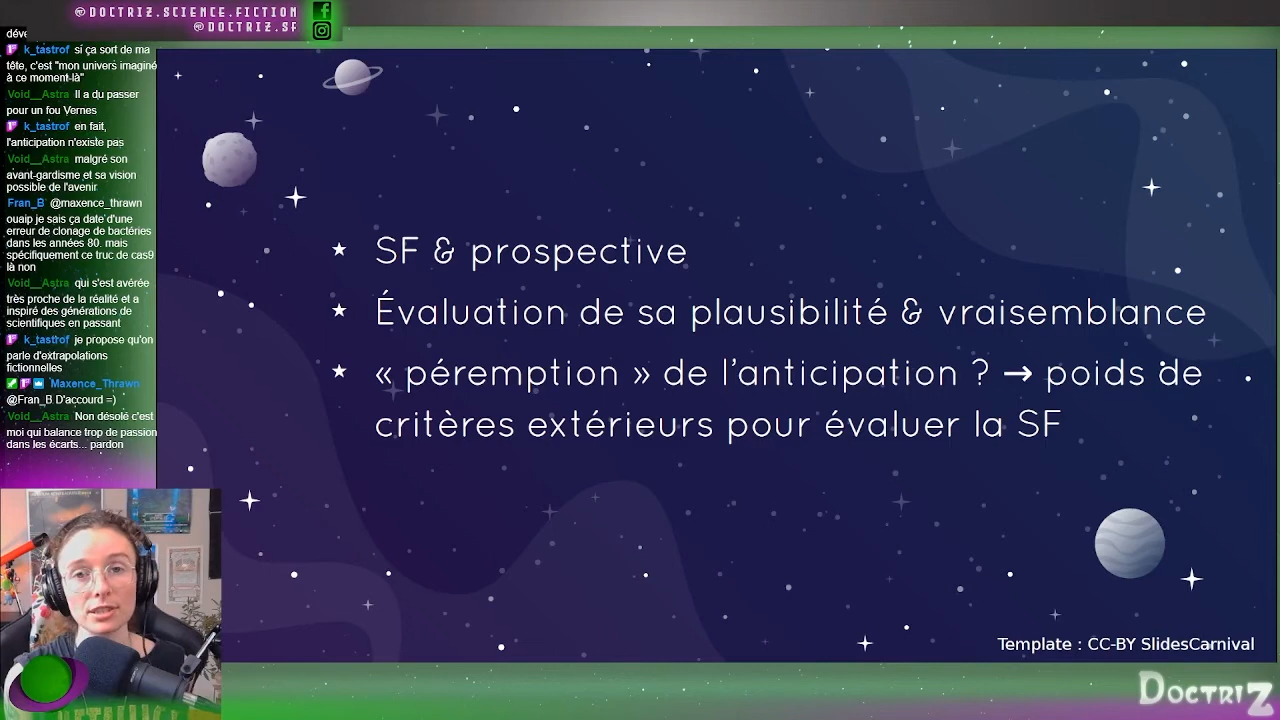 @DOCTRIZ.SCIENCE.FICTION
@DOCTRIZ.SF
déve
k_tastrof si ça sort de ma
tête, c'est "mon univers imaginé
à ce moment-là"
Void__Astra Il a du passer
pour un fou Vernes
k_tastrof en fait,
l'anticipation n'existe pas
Void__Astra malgré son
avant-gardisme et sa vision
possible de l'avenir
Fran_B @maxence_thrawn
ouaip je sais ça date d'une
erreur de clonage de bactéries
dans les années 80. mais
spécifiquement ce truc de cas9
là non
Void__Astra qui s'est avérée
très proche de la réalité et a
inspiré des générations de
scientifiques en passant
k_tastrof je propose qu'on
parle d'extrapolations
fictionnelles
Maxence_Thrawn
@Fran_B D'accourd =)
Void__Astra Non désolé c'est
moi qui balance trop de passion
dans les écarts... pardon
★ SF & prospective
★ Évaluation de sa plausibilité & vraisemblance
★ « péremption » de l'anticipation ? → poids de
critères extérieurs pour évaluer la SF
Template : CC-BY SlidesCarnival
DOCTRIZ